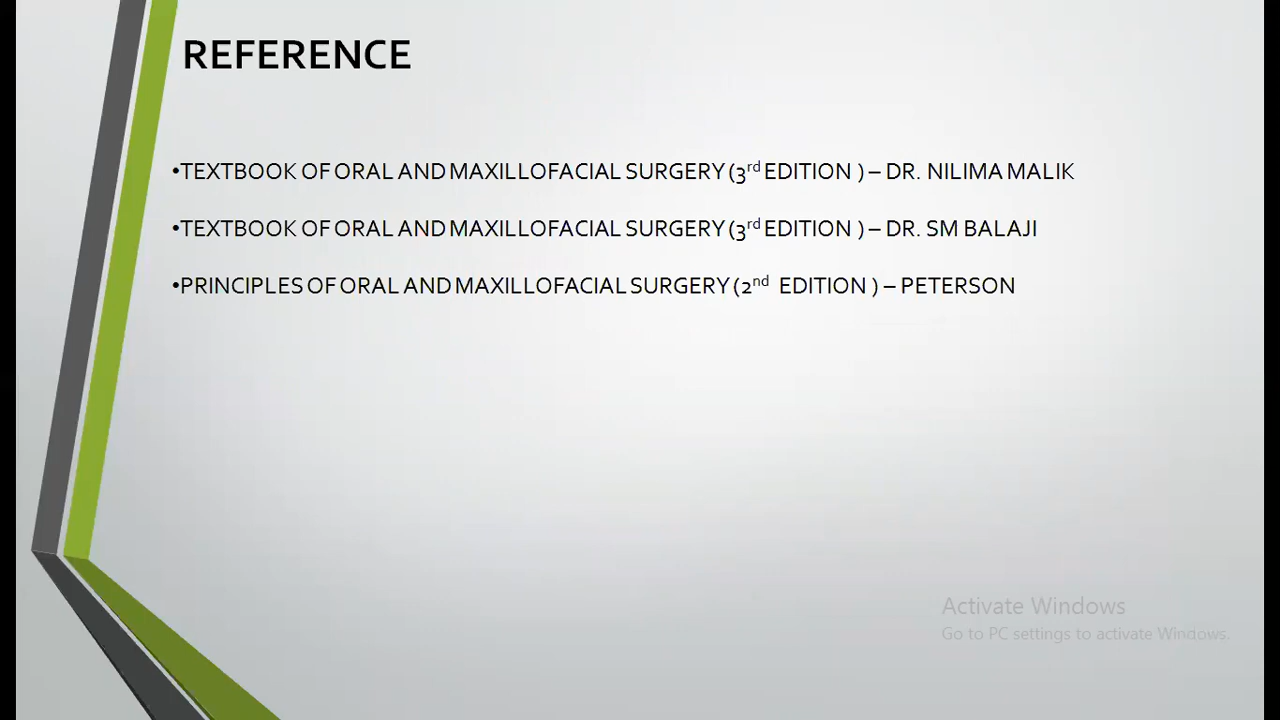 REFERENCE
•TEXTBOOK OF ORAL AND MAXILLOFACIAL SURGERY (3rd EDITION ) – DR. NILIMA MALIK
•TEXTBOOK OF ORAL AND MAXILLOFACIAL SURGERY (3rd EDITION ) – DR. SM BALAJI
•PRINCIPLES OF ORAL AND MAXILLOFACIAL SURGERY (2nd EDITION ) – PETERSON
Activate Windows
Go to PC settings to activate Windows.